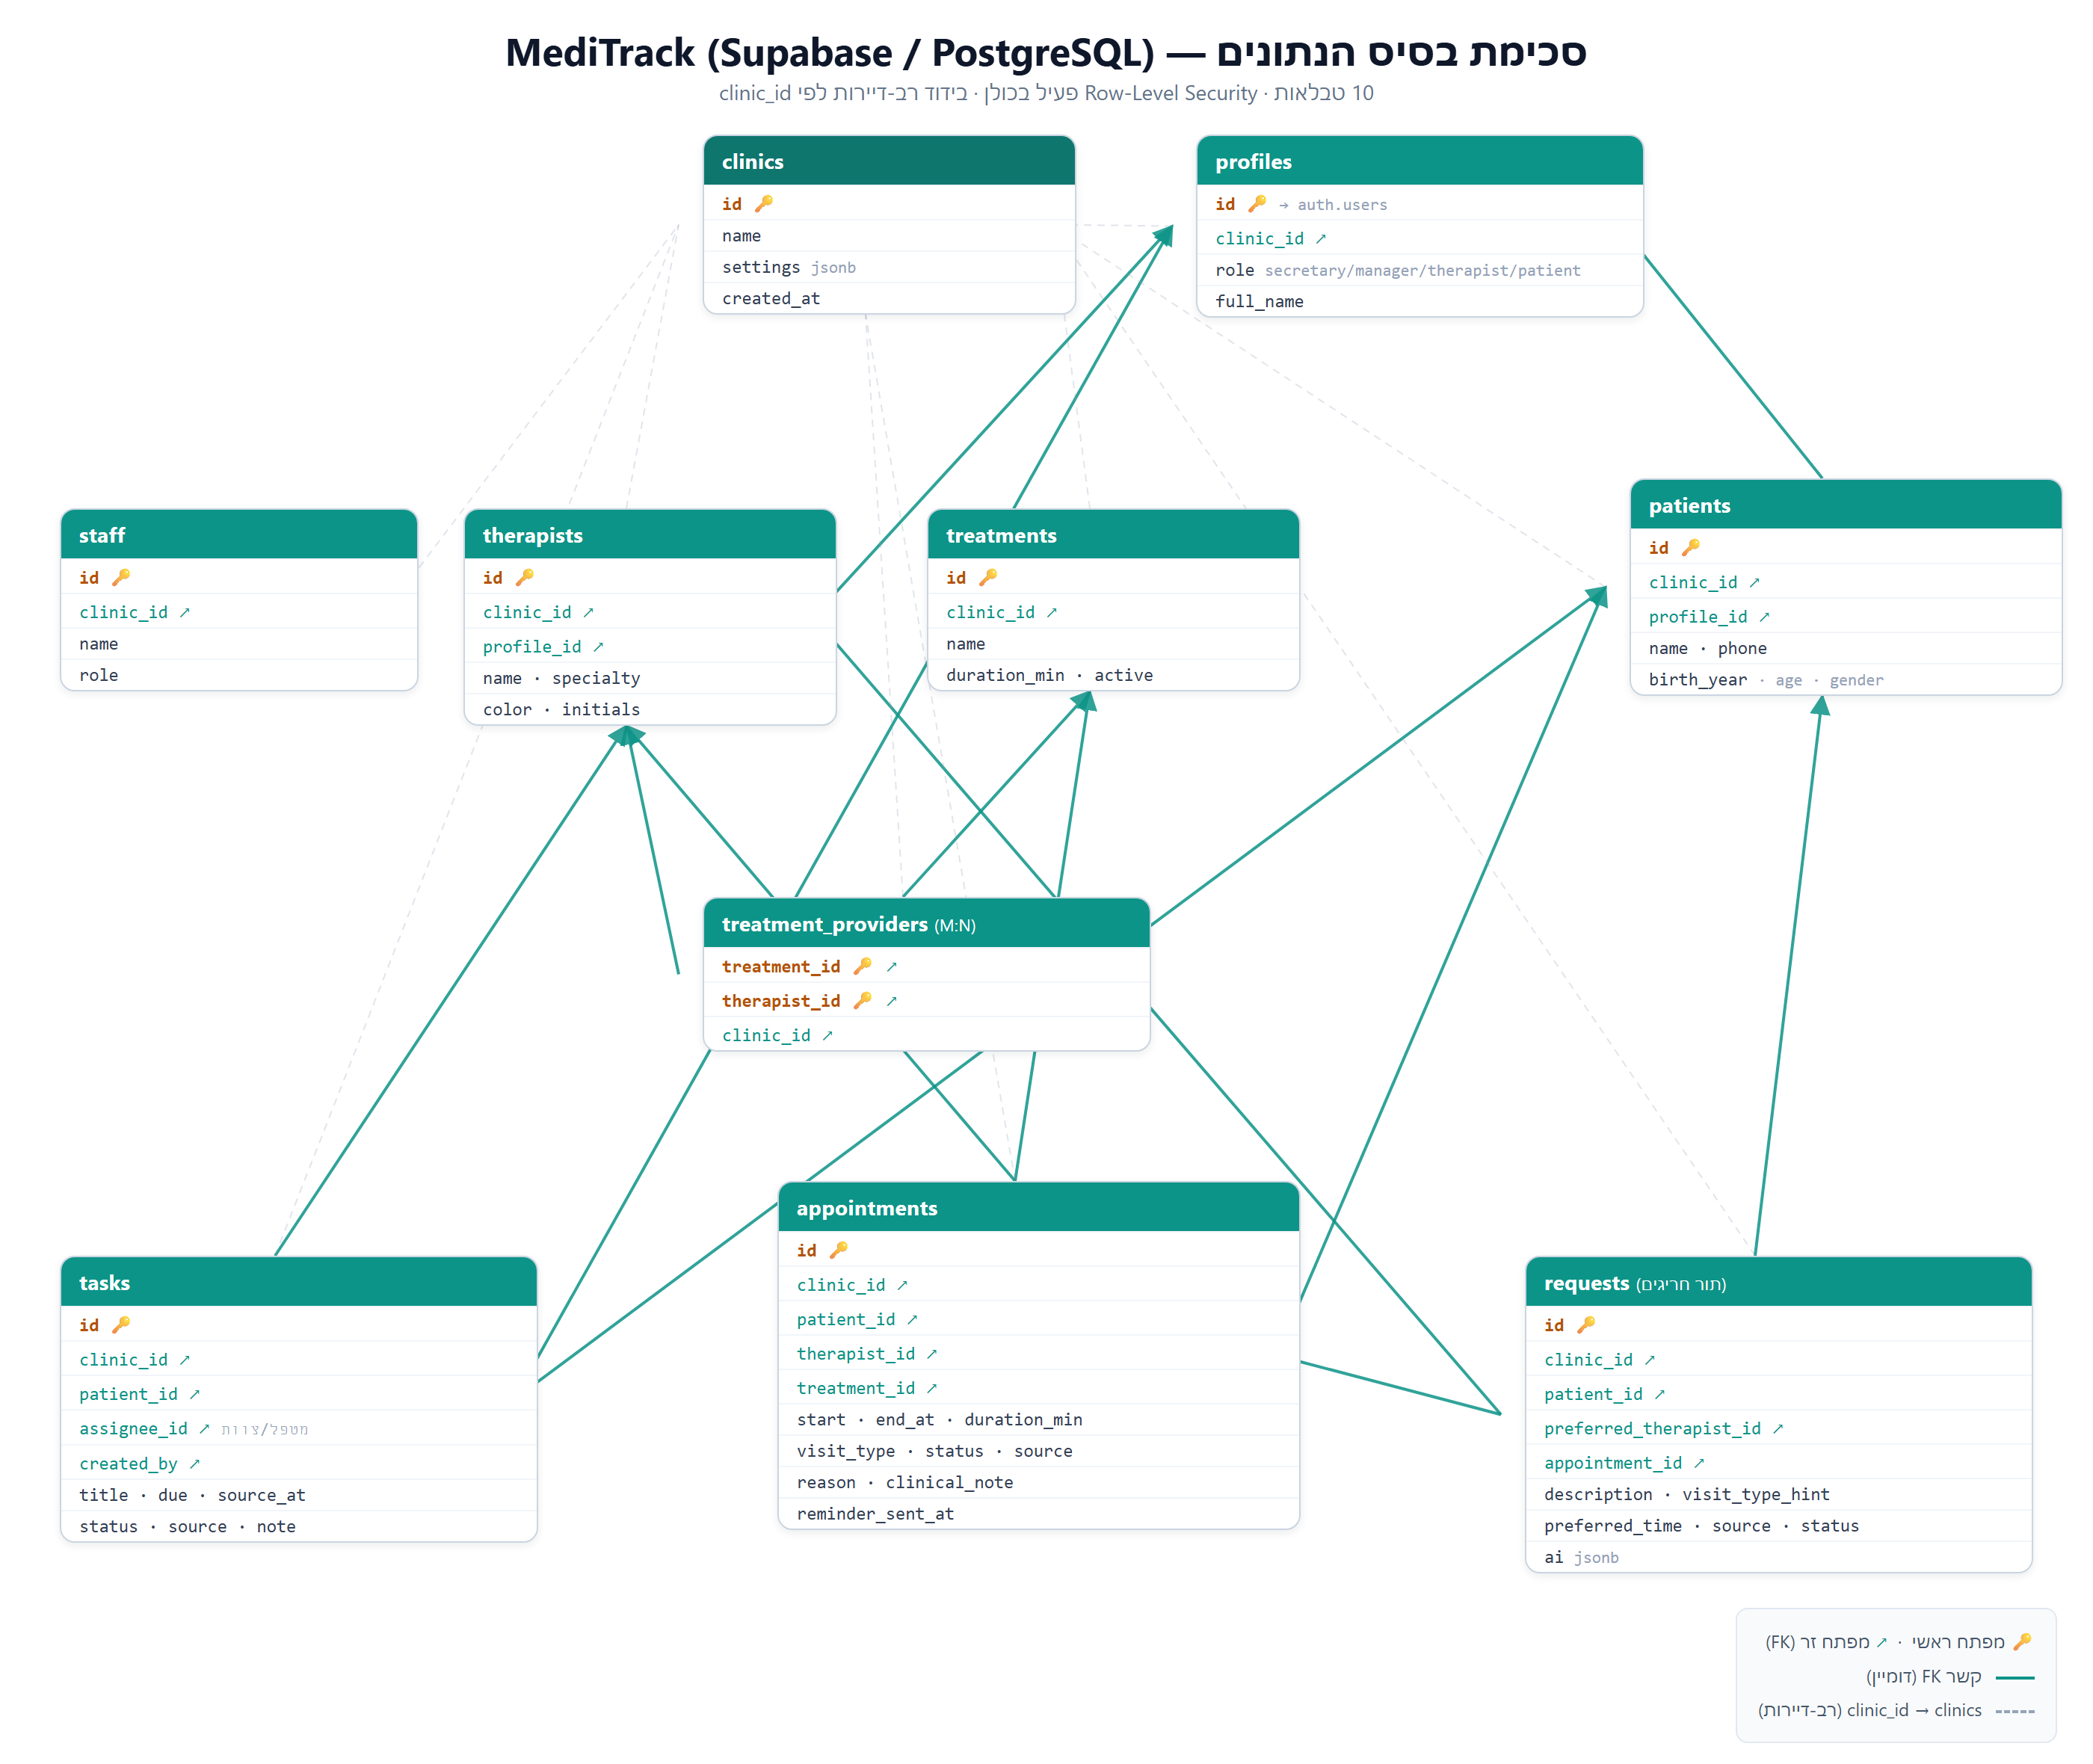 סכימת בסיס הנתונים — MediTrack (Supabase / PostgreSQL)
10 טבלאות · Row-Level Security פעיל בכולן · בידוד רב-דיירות לפי clinic_id
clinics
id 🔑
name
settings jsonb
created_at
profiles
id 🔑 → auth.users
clinic_id ↗
role secretary/manager/therapist/patient
full_name
staff
id 🔑
clinic_id ↗
name
role
therapists
id 🔑
clinic_id ↗
profile_id ↗
name · specialty
color · initials
treatments
id 🔑
clinic_id ↗
name
duration_min · active
patients
id 🔑
clinic_id ↗
profile_id ↗
name · phone
birth_year · age · gender
treatment_providers (M:N)
treatment_id 🔑 ↗
therapist_id 🔑 ↗
clinic_id ↗
tasks
id 🔑
clinic_id ↗
patient_id ↗
assignee_id ↗ מטפל/צוות
created_by ↗
title · due · source_at
status · source · note
appointments
id 🔑
clinic_id ↗
patient_id ↗
therapist_id ↗
treatment_id ↗
start · end_at · duration_min
visit_type · status · source
reason · clinical_note
reminder_sent_at
requests (תור חריגים)
id 🔑
clinic_id ↗
patient_id ↗
preferred_therapist_id ↗
appointment_id ↗
description · visit_type_hint
preferred_time · source · status
ai jsonb
🔑 מפתח ראשי · ↗ מפתח זר (FK)
קשר FK (דומיין)
clinic_id → clinics (רב-דיירות)